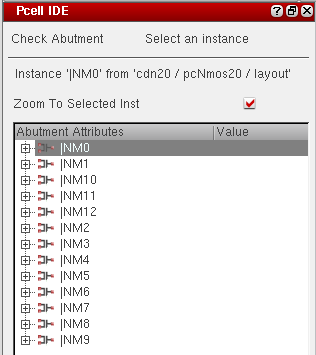 Pcell IDE
Check Abutment Select an instance
Instance '|NM0' from 'cdn20 / pcNmos20 / layout'
Zoom To Selected Inst
Abutment Attributes Value
|NM0
|NM1
|NM10
|NM11
|NM12
|NM2
|NM3
|NM4
|NM5
|NM6
|NM7
|NM8
|NM9